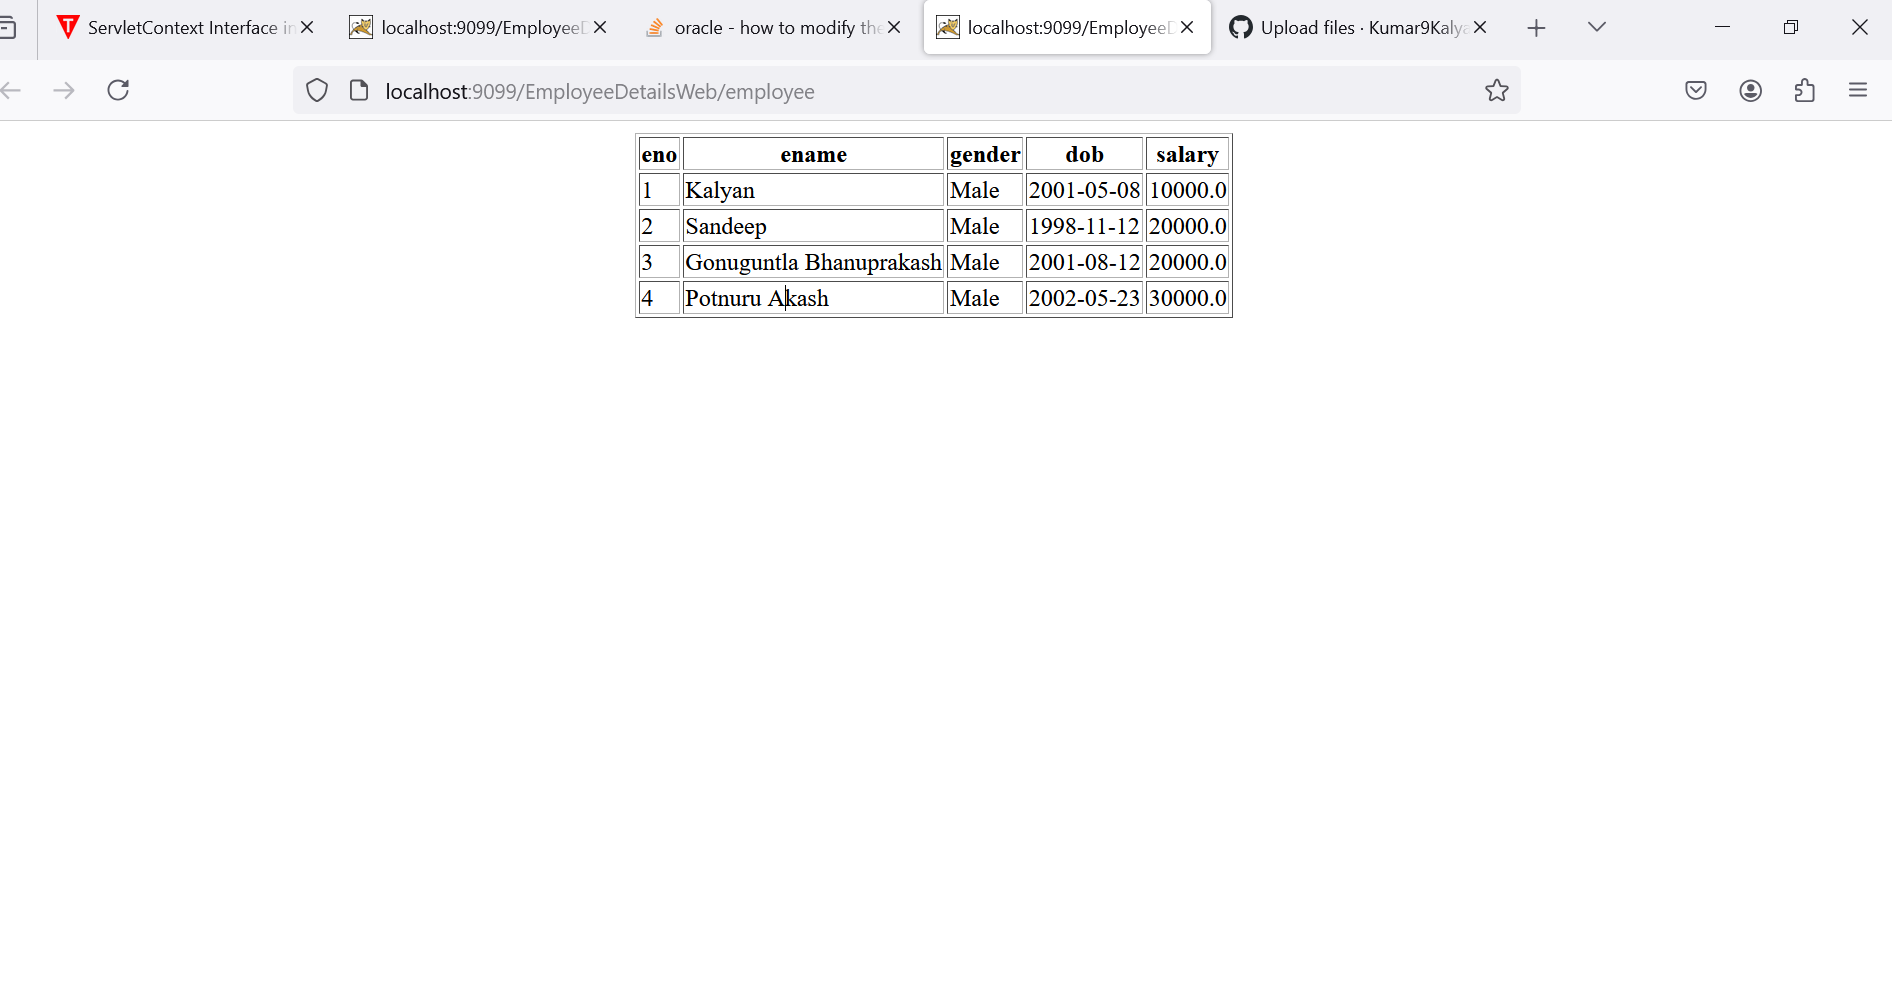 ServletContext Interface in
localhost:9099/EmployeeD
oracle - how to modify the
localhost:9099/EmployeeD
Upload files · Kumar9Kalya
localhost:9099/EmployeeDetailsWeb/employee
eno ename gender dob salary
1 Kalyan Male 2001-05-08 10000.0
2 Sandeep Male 1998-11-12 20000.0
3 Gonuguntla Bhanuprakash Male 2001-08-12 20000.0
4 Potnuru Akash Male 2002-05-23 30000.0